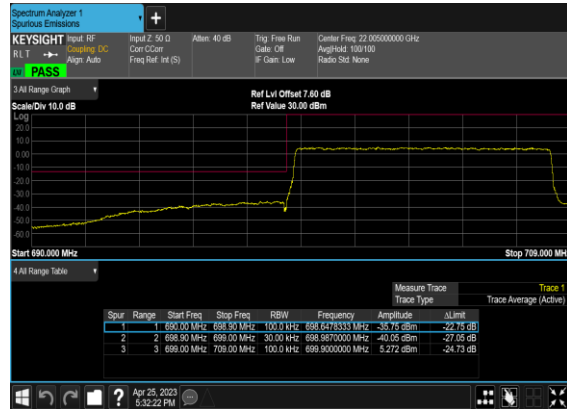 Spectrum Analyzer 1
Spurious Emissions
+
KEYSIGHT Input: RF Input Z: 50 Ω Atten: 40 dB Trig: Free Run Center Freq: 22.005000000 GHz
RLT Coupling: DC Corr CCorr Gate: Off Avg|Hold: 100/100
Align: Auto Freq Ref: Int (S) IF Gain: Low Radio Std: None
PASS
3 All Range Graph
Ref Lvl Offset 7.60 dB
Scale/Div 10.0 dB Ref Value 30.00 dBm
Log
20.0
10.0
0.00
-10.0
-20.0
-30.0
-40.0
-50.0
-60.0
Start 690.000 MHz Stop 709.000 MH
4 All Range Table
Measure Trace Trace 1
Trace Type Trace Average (Active)
Spur Range Start Freq Stop Freq RBW Frequency Amplitude ΔLimit
1 1 690.00 MHz 698.90 MHz 100.0 kHz 698.6478333 MHz -35.75 dBm -22.75 dB
2 2 698.90 MHz 699.00 MHz 30.00 kHz 698.9870000 MHz -40.05 dBm -27.05 dB
3 3 699.00 MHz 709.00 MHz 100.0 kHz 699.9000000 MHz 5.272 dBm -24.73 dB
? Apr 25, 2023
5:32:22 PM